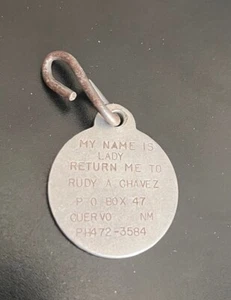 MY NAME IS
LADY
RETURN ME TO
RUDY A CHAVEZ
P O BOX 47
CUERVO NM
PH472-3584